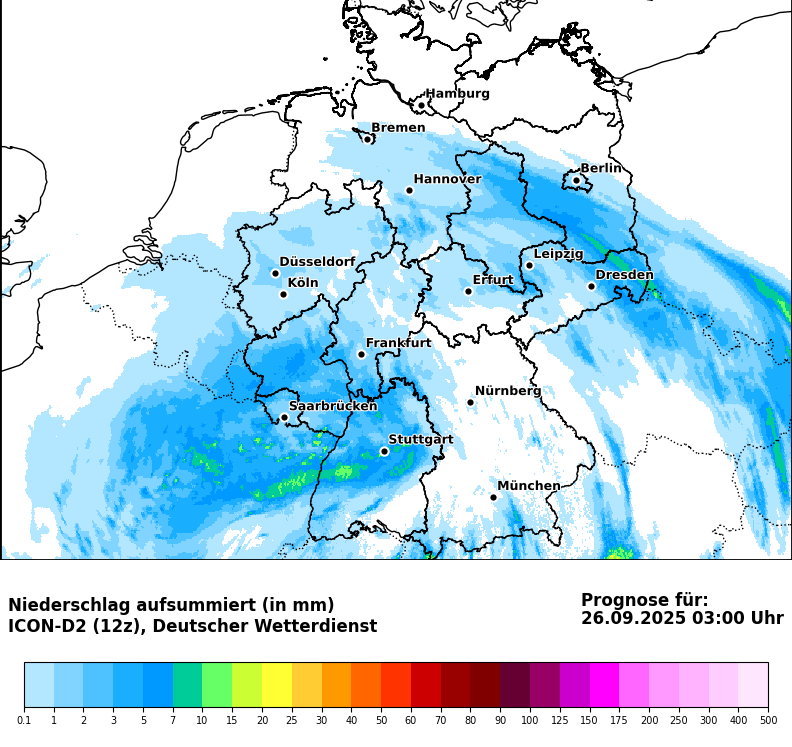 Hamburg
Bremen
Berlin
Hannover
Leipzig
Düsseldorf
Dresden
Köln
Erfurt
Frankfurt
Nürnberg
Saarbrücken
Stuttgart
München
Niederschlag aufsummiert (in mm)
ICON-D2 (12z), Deutscher Wetterdienst
Prognose für:
26.09.2025 03:00 Uhr
0.1 1 2 3 5 7 10 15 20 25 30 40 50 60 70 80 90 100 125 150 175 200 250 300 400 500